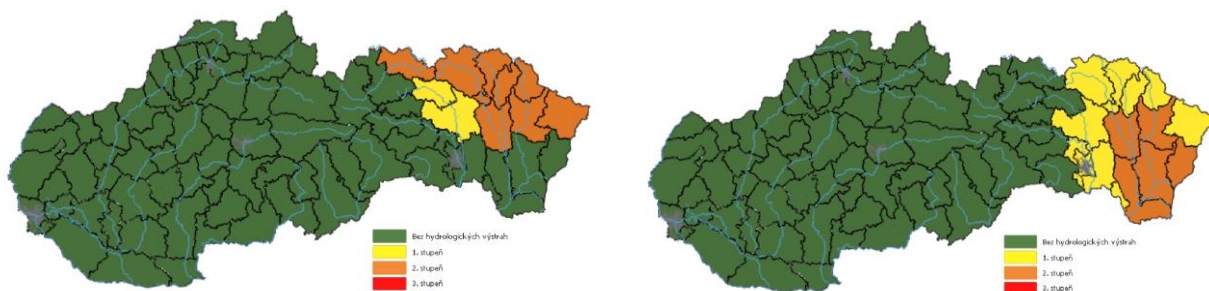 Bez hydrologických výstrah
1. stupeň
2. stupeň
3. stupeň
Bez hydrologických výstrah
1. stupeň
2. stupeň
3. stupeň